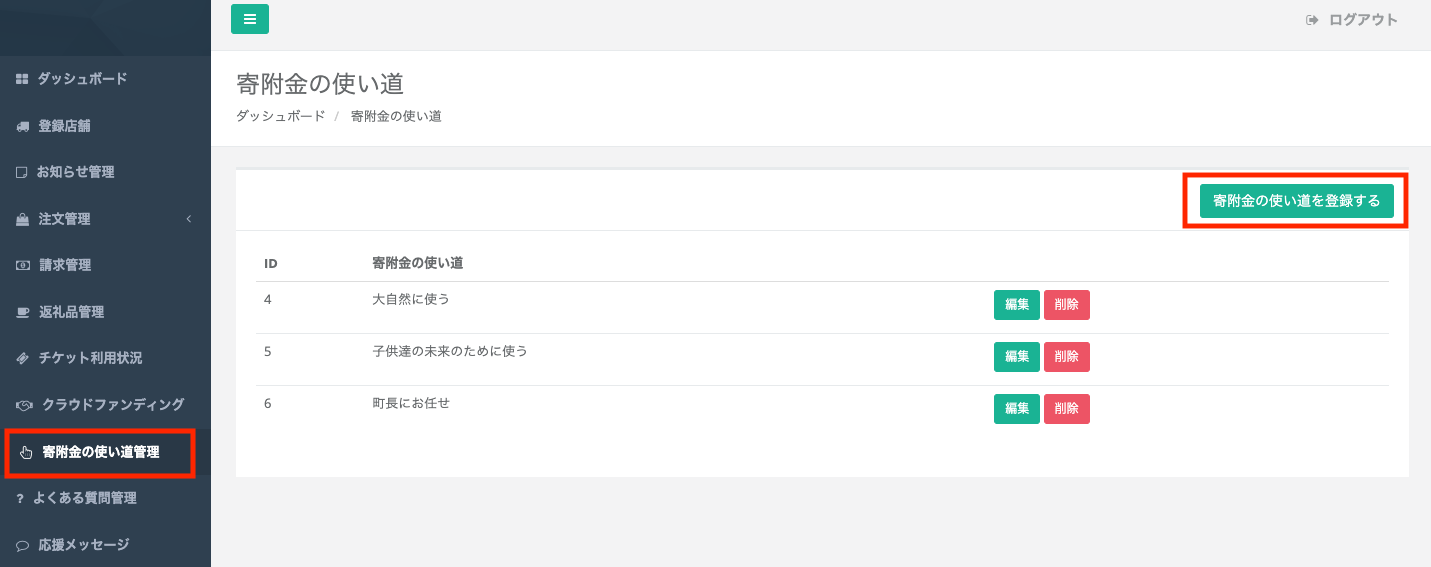 ログアウト
ダッシュボード
登録店舗
お知らせ管理
注文管理
請求管理
返礼品管理
チケット利用状況
クラウドファンディング
寄附金の使い道管理
? よくある質問管理
応援メッセージ
寄附金の使い道
ダッシュボード / 寄附金の使い道
寄附金の使い道を登録する
ID 寄附金の使い道
4 大自然に使う 編集 削除
5 子供達の未来のために使う 編集 削除
6 町長にお任せ 編集 削除